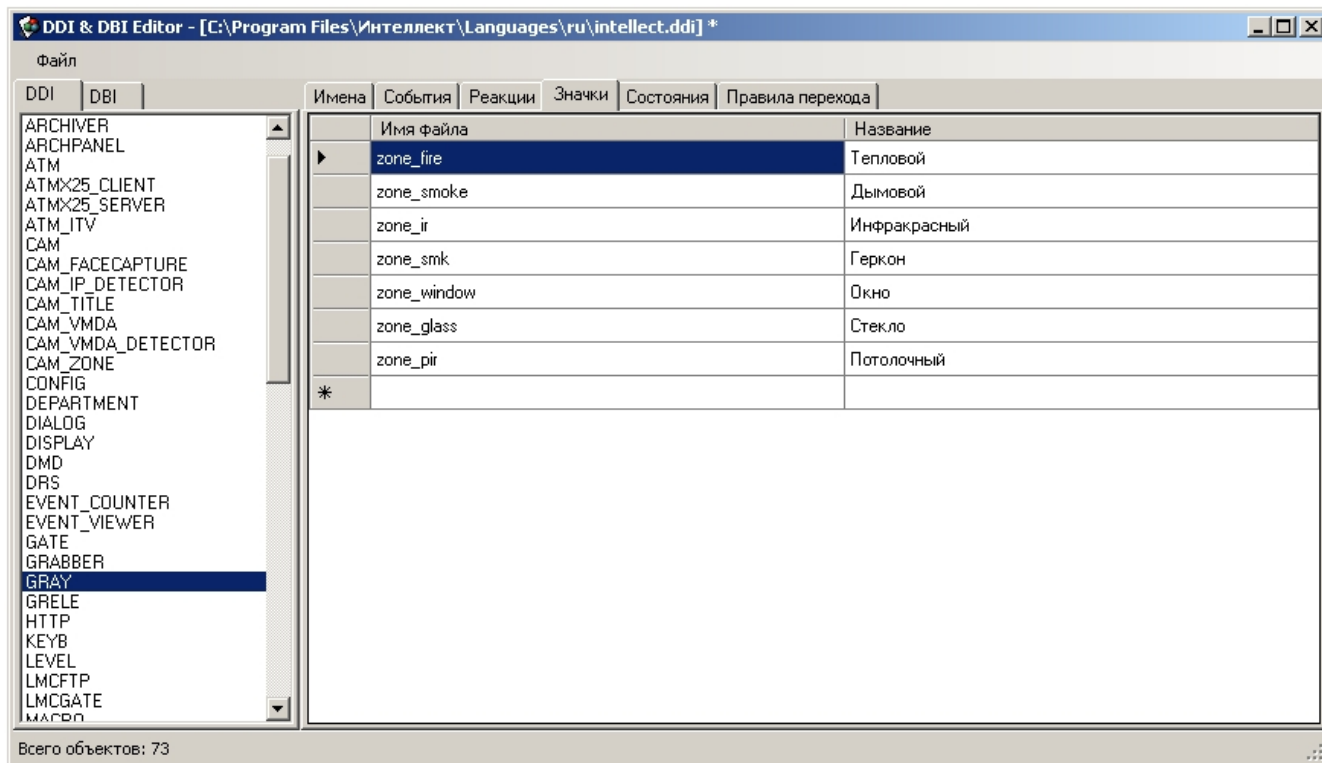 DDI & DBI Editor - [C:\Program Files\Интеллект\Languages\ru\intellect.ddi] *
Файл
DDI DBI
Имена События Реакции Значки Состояния Правила перехода
ARCHIVER
ARCHPANEL
ATM
ATMX25_CLIENT
ATMX25_SERVER
ATM_ITV
CAM
CAM_FACECAPTURE
CAM_IP_DETECTOR
CAM_TITLE
CAM_VMDA
CAM_VMDA_DETECTOR
CAM_ZONE
CONFIG
DEPARTMENT
DIALOG
DISPLAY
DMD
DRS
EVENT_COUNTER
EVENT_VIEWER
GATE
GRABBER
GRAY
GRELE
HTTP
KEYB
LEVEL
LMCFTP
LMCGATE
MACRO
Имя файла Название
zone_fire Тепловой
zone_smoke Дымовой
zone_ir Инфракрасный
zone_smk Геркон
zone_window Окно
zone_glass Стекло
zone_pir Потолочный
Всего объектов: 73